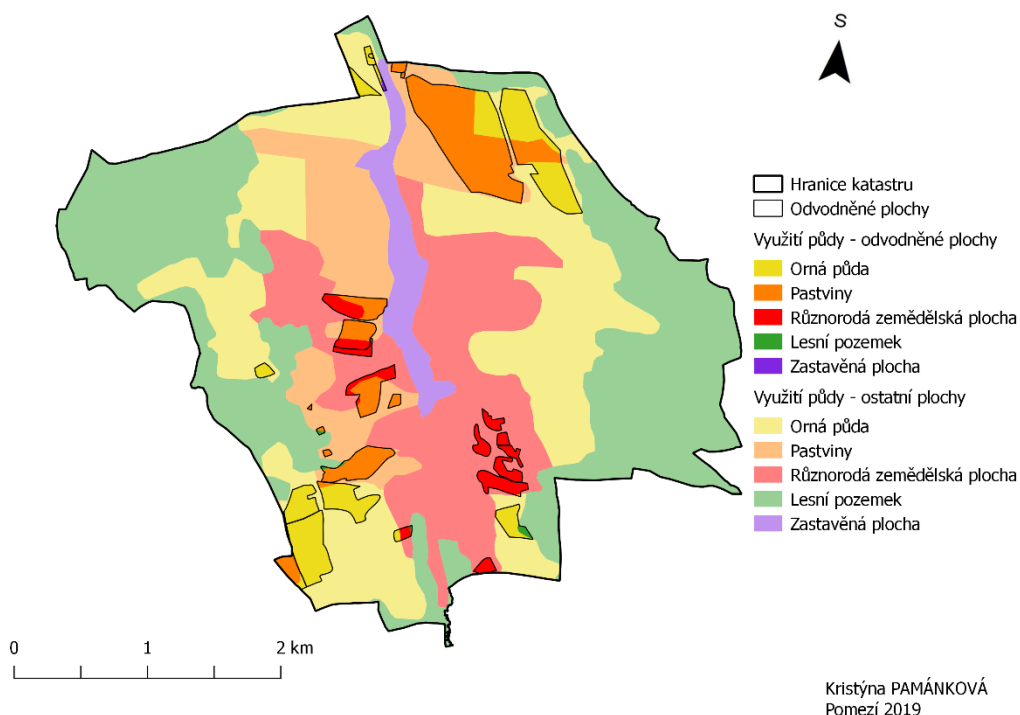 S
Hranice katastru
Odvodněné plochy
Využití půdy - odvodněné plochy
Orná půda
Pastviny
Různorodá zemědělská plocha
Lesní pozemek
Zastavěná plocha
Využití půdy - ostatní plochy
Orná půda
Pastviny
Různorodá zemědělská plocha
Lesní pozemek
Zastavěná plocha
0 1 2 km
Kristýna PAMÁNKOVÁ
Pomezí 2019